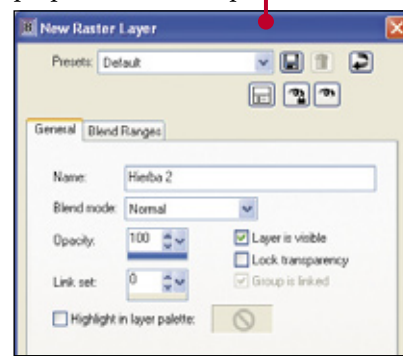 New Raster Layer
Presets: Default
General Blend Ranges
Name: Hierba 2
Blend mode: Normal
Opacity: 100 Layer is visible
Lock transparency
Link set: 0 Group is linked
Highlight in layer palette: